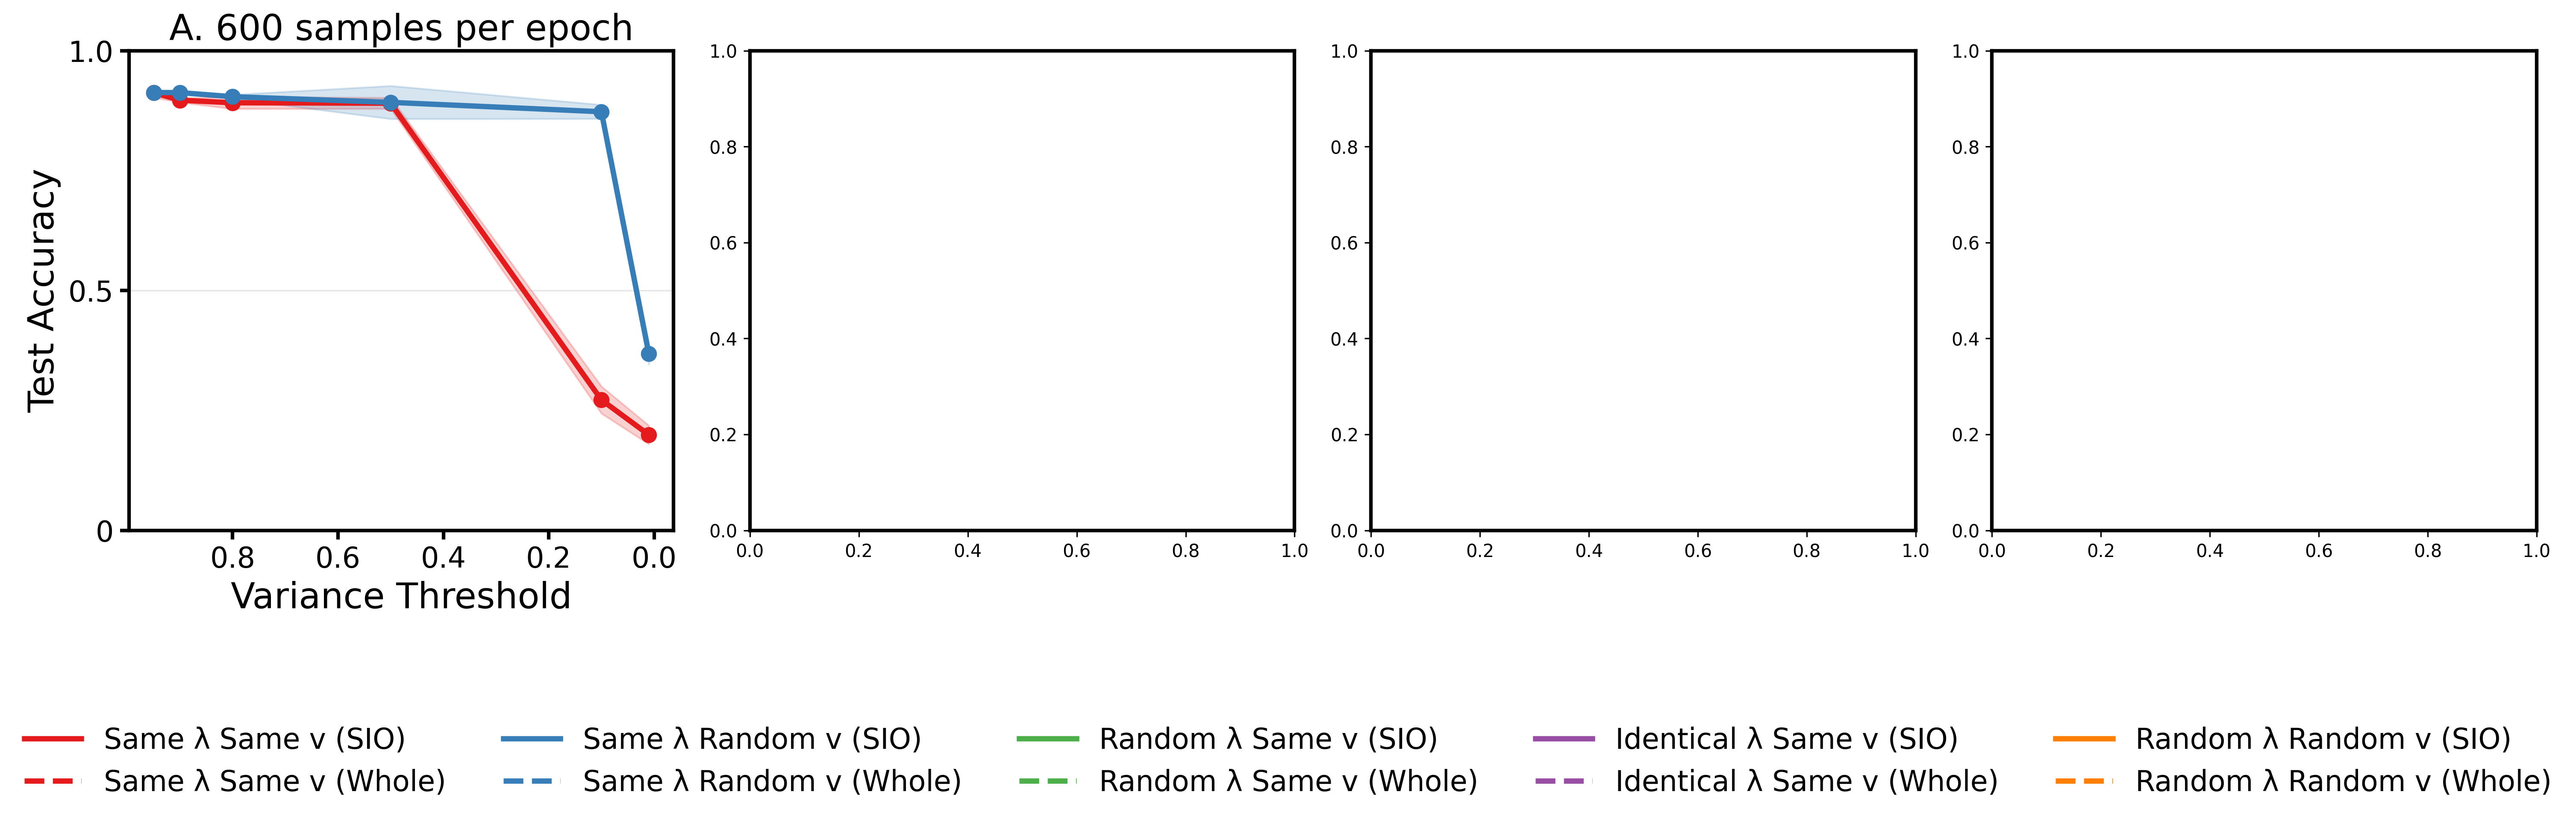 A. 600 samples per epoch
Test Accuracy
1.0
0.5
0
0.8 0.6 0.4 0.2 0.0
Variance Threshold
1.0
0.8
0.6
0.4
0.2
0.0
0.0 0.2 0.4 0.6 0.8 1.0
1.0
0.8
0.6
0.4
0.2
0.0
0.0 0.2 0.4 0.6 0.8 1.0
1.0
0.8
0.6
0.4
0.2
0.0
0.0 0.2 0.4 0.6 0.8 1.0
Same λ Same v (SIO)
Same λ Same v (Whole)
Same λ Random v (SIO)
Same λ Random v (Whole)
Random λ Same v (SIO)
Random λ Same v (Whole)
Identical λ Same v (SIO)
Identical λ Same v (Whole)
Random λ Random v (SIO)
Random λ Random v (Whole)